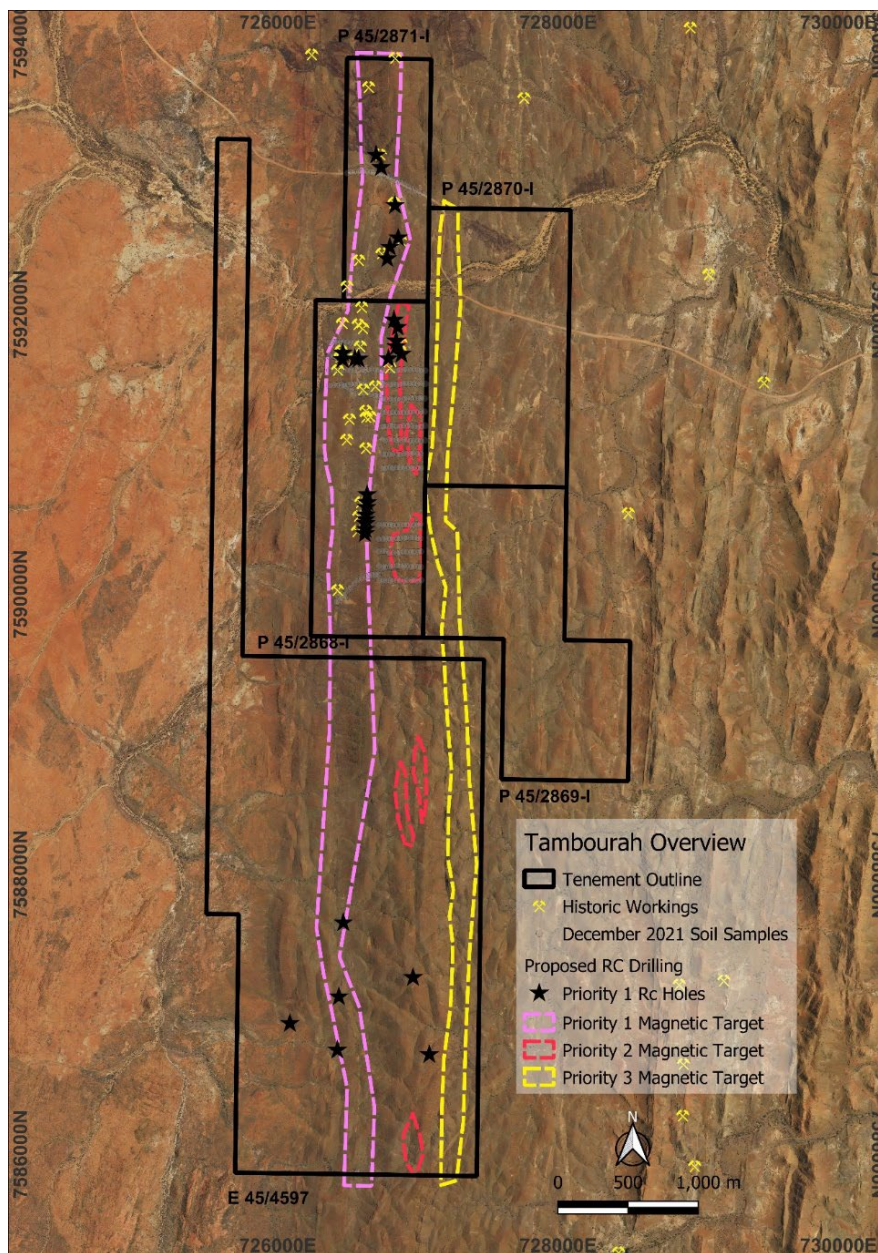 726000E
728000E
730000E
7594000N
P 45/2871-I
P 45/2870-I
7592000N
7590000N
P 45/2868-I
P 45/2869-I
7588000N
Tambourah Overview
Tenement Outline
Historic Workings
December 2021 Soil Samples
Proposed RC Drilling
Priority 1 Rc Holes
Priority 1 Magnetic Target
Priority 2 Magnetic Target
Priority 3 Magnetic Target
N
7586000N
E 45/4597
0 500 1,000 m
726000E
728000E
730000E